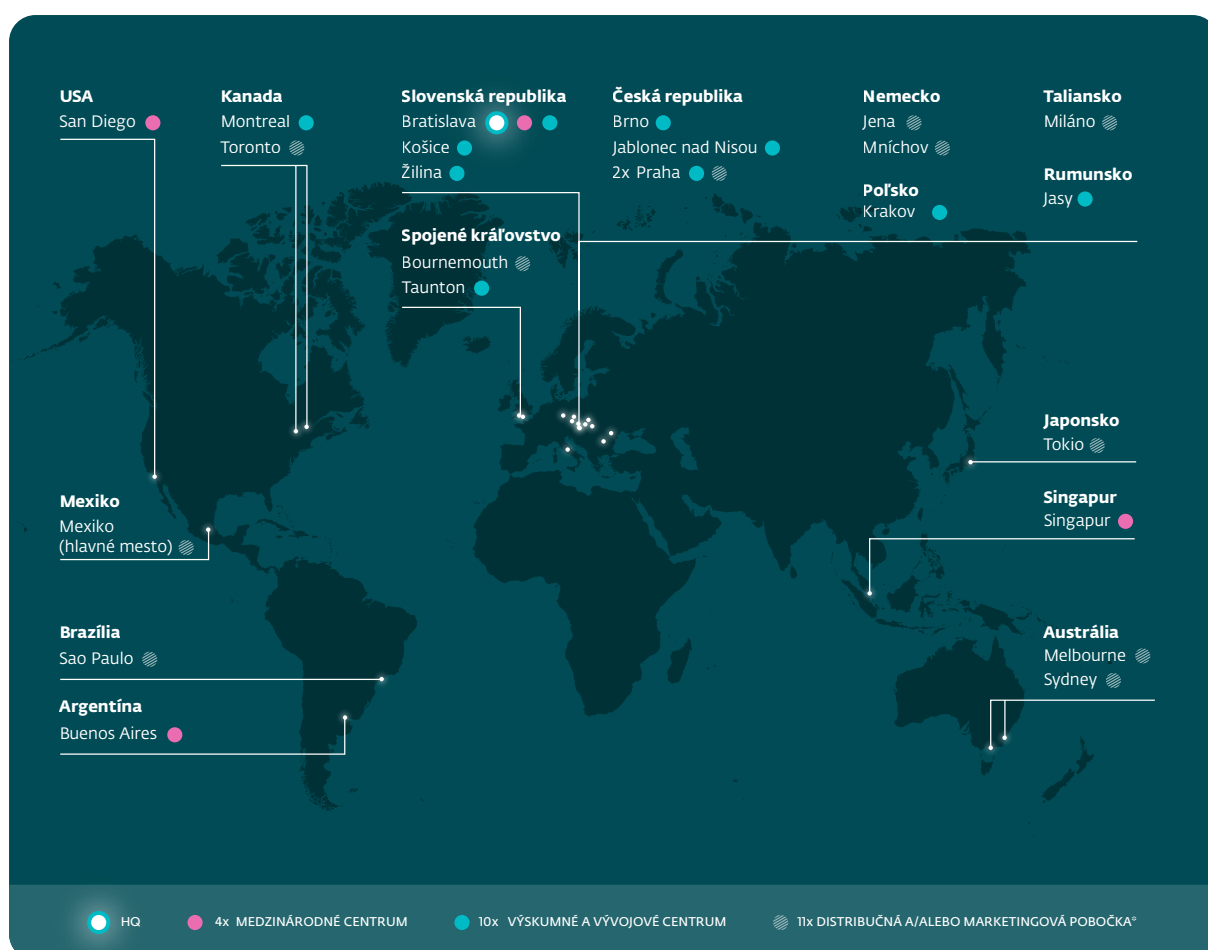 USA
San Diego
Kanada
Montreal
Toronto
Slovenská republika
Bratislava
Košice
Žilina
Česká republika
Brno
Jablonec nad Nisou
2x Praha
Nemecko
Jena
Mníchov
Taliansko
Miláno
Poľsko
Krakov
Rumunsko
Jasy
Spojené kráľovstvo
Bournemouth
Taunton
Japonsko
Tokio
Singapur
Singapur
Mexiko
Mexiko
(hlavné mesto)
Brazília
Sao Paulo
Argentína
Buenos Aires
Austrália
Melbourne
Sydney
HQ
4x MEDZINÁRODNÉ CENTRUM
10x VÝSKUMNÉ A VÝVOJOVÉ CENTRUM
11x DISTRIBUČNÁ A/ALEBO MARKETINGOVÁ POBOČKA*